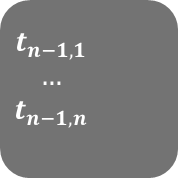 t_{n-1,1}
...
t_{n-1,n}